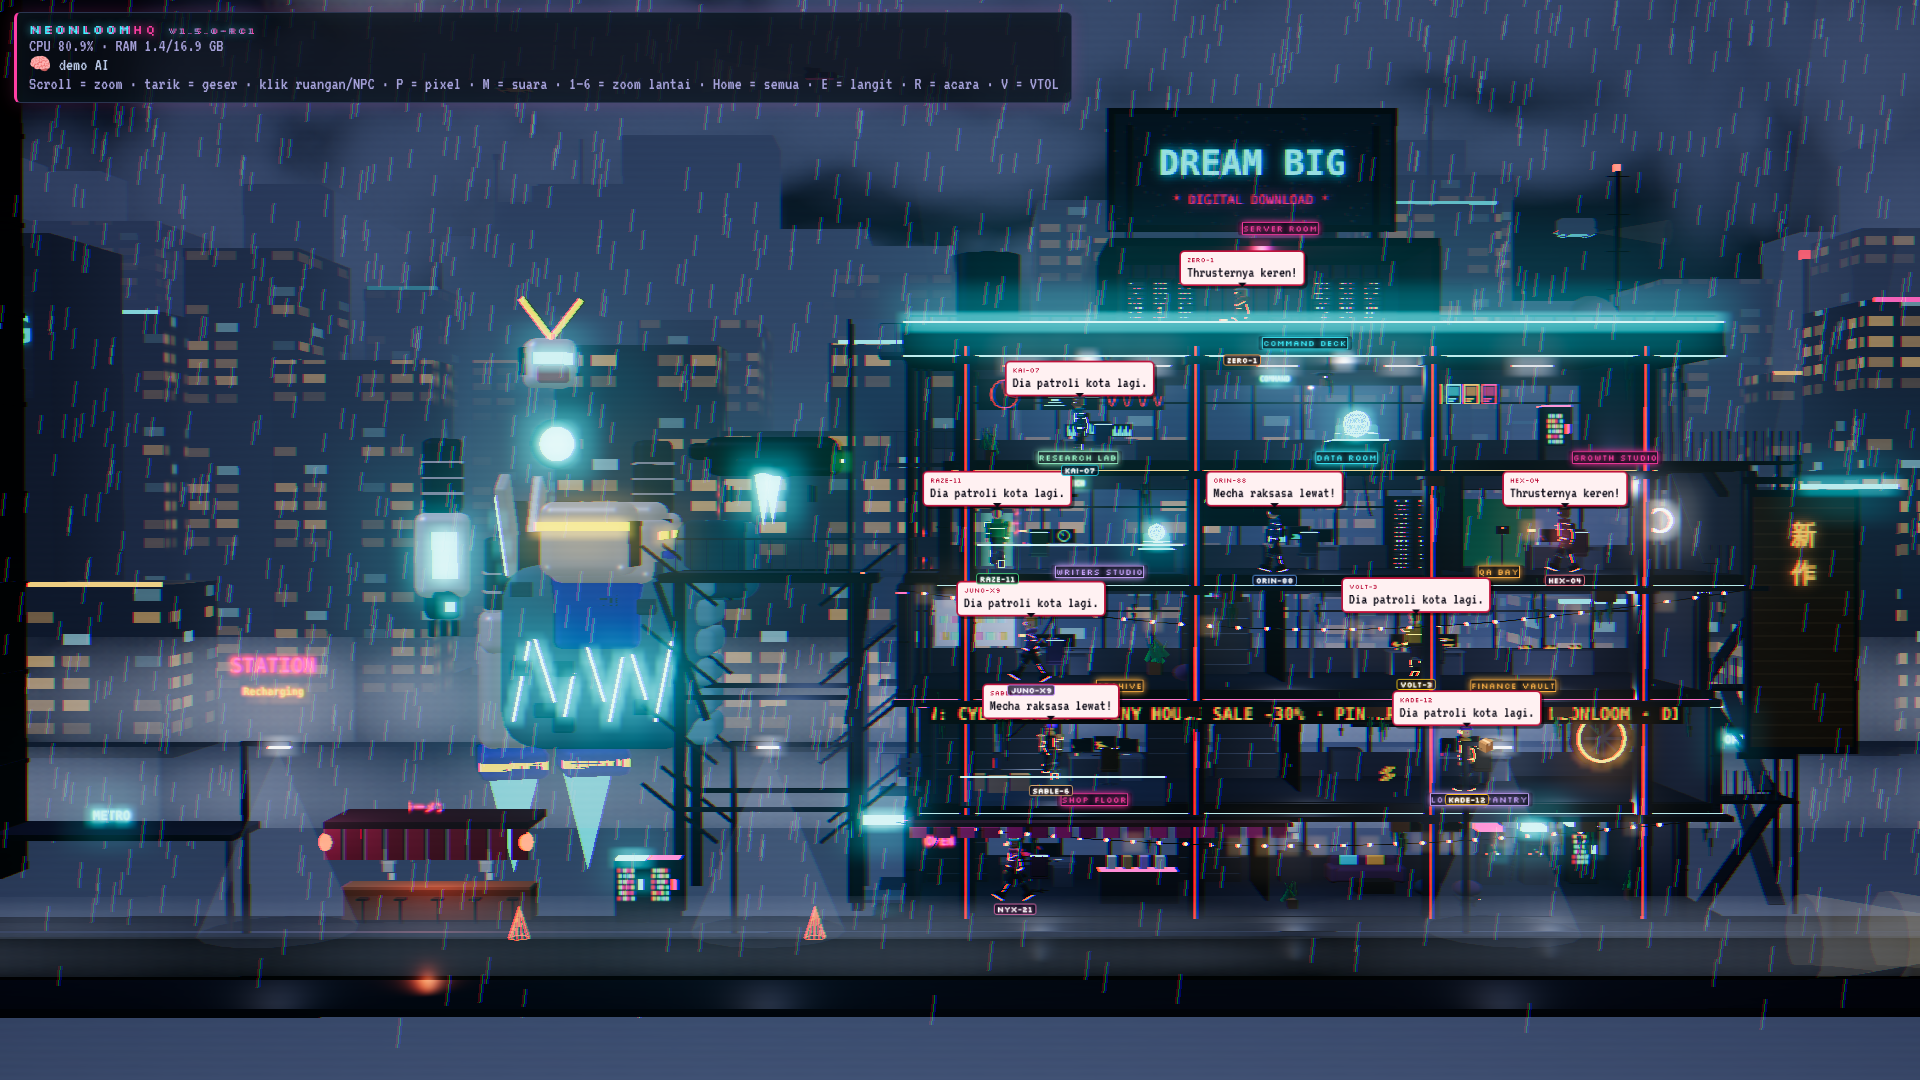 NEONLOOMHQ v1.5.0-RC1
CPU 80.9% · RAM 1.4/16.9 GB
demo AI
Scroll = zoom · tarik = geser · klik ruangan/NPC · P = pixel · M = suara · 1-6 = zoom lantai · Home = semua · E = langit · R = acara · V = VTOL
DREAM BIG
* DIGITAL DOWNLOAD *
SERVER ROOM
ZERO-1
Thrusternya keren!
COMMAND DECK
ZERO-1
KAI-07
Dia patroli kota lagi.
RESEARCH LAB
DATA ROOM
GROWTH STUDIO
KAI-07
RAZE-11
Dia patroli kota lagi.
ORIN-88
Mecha raksasa lewat!
HEX-04
Thrusternya keren!
新作
WRITERS STUDIO
QA BAY
RAZE-11
ORIN-88
HEX-04
JUNO-X9
Dia patroli kota lagi.
VOLT-3
Dia patroli kota lagi.
STATION
Recharging
JUNO-X9
VOLT-3
FINANCE VAULT
Mecha raksasa lewat!
KADE-12
Dia patroli kota lagi.
SALE -30% · PIN
SABLE-6
SHOP FLOOR
KADE-12
METRO
NYX-21